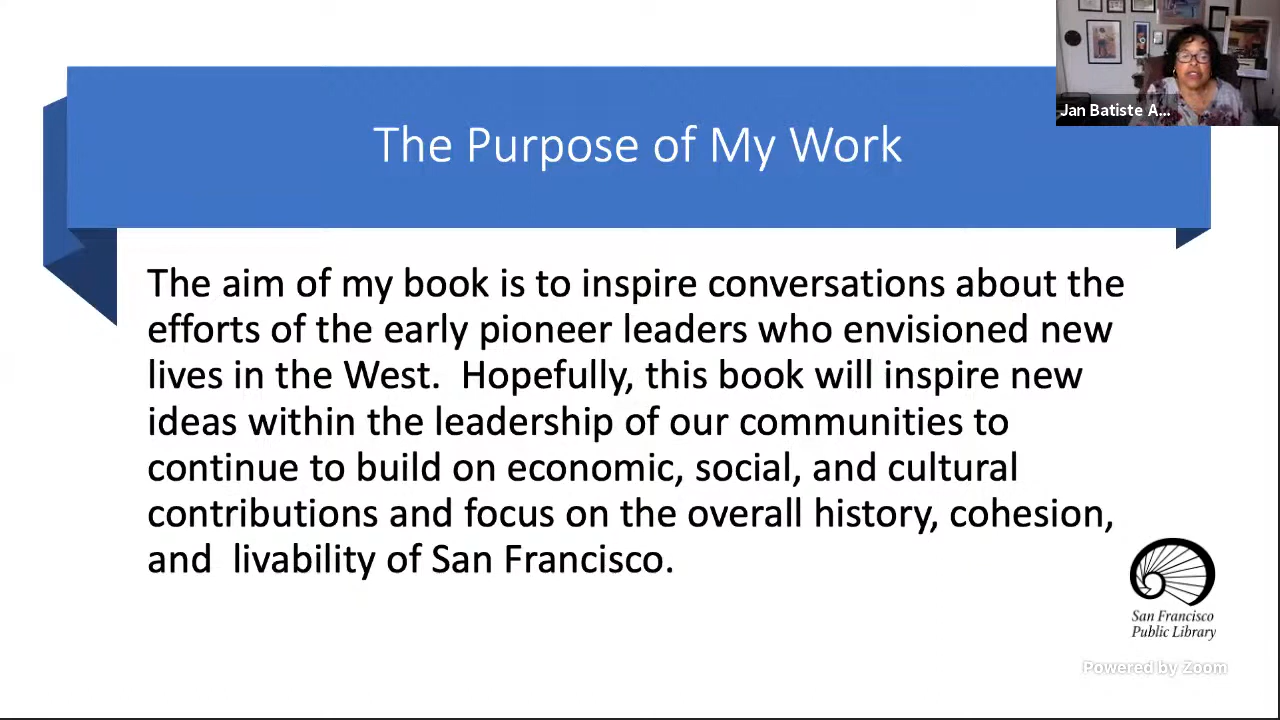 Jan Batiste A...
The Purpose of My Work
The aim of my book is to inspire conversations about the
efforts of the early pioneer leaders who envisioned new
lives in the West.  Hopefully, this book will inspire new
ideas within the leadership of our communities to
continue to build on economic, social, and cultural
contributions and focus on the overall history, cohesion,
and  livability of San Francisco.
San Francisco
Public Library
Powered by Zoom